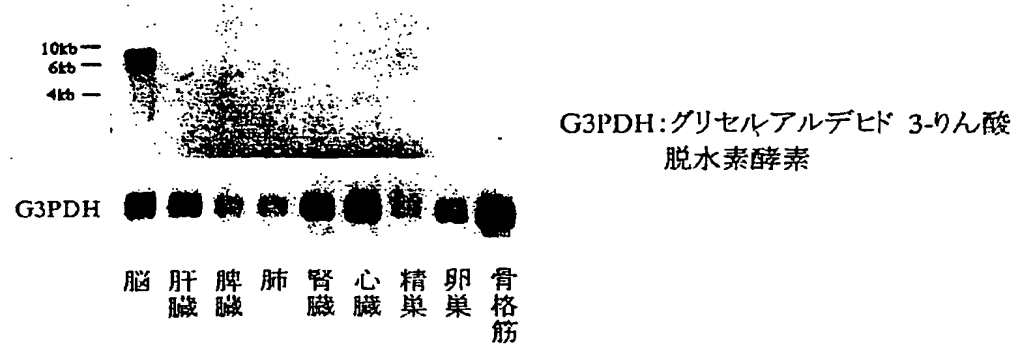 10kb
6kb
4kb
G3PDH:グリセルアルデヒド 3-りん酸
脱水素酵素
G3PDH
脳 肝臓 脾臓 肺 腎臓 心臓 精巣 卵巣 骨格筋